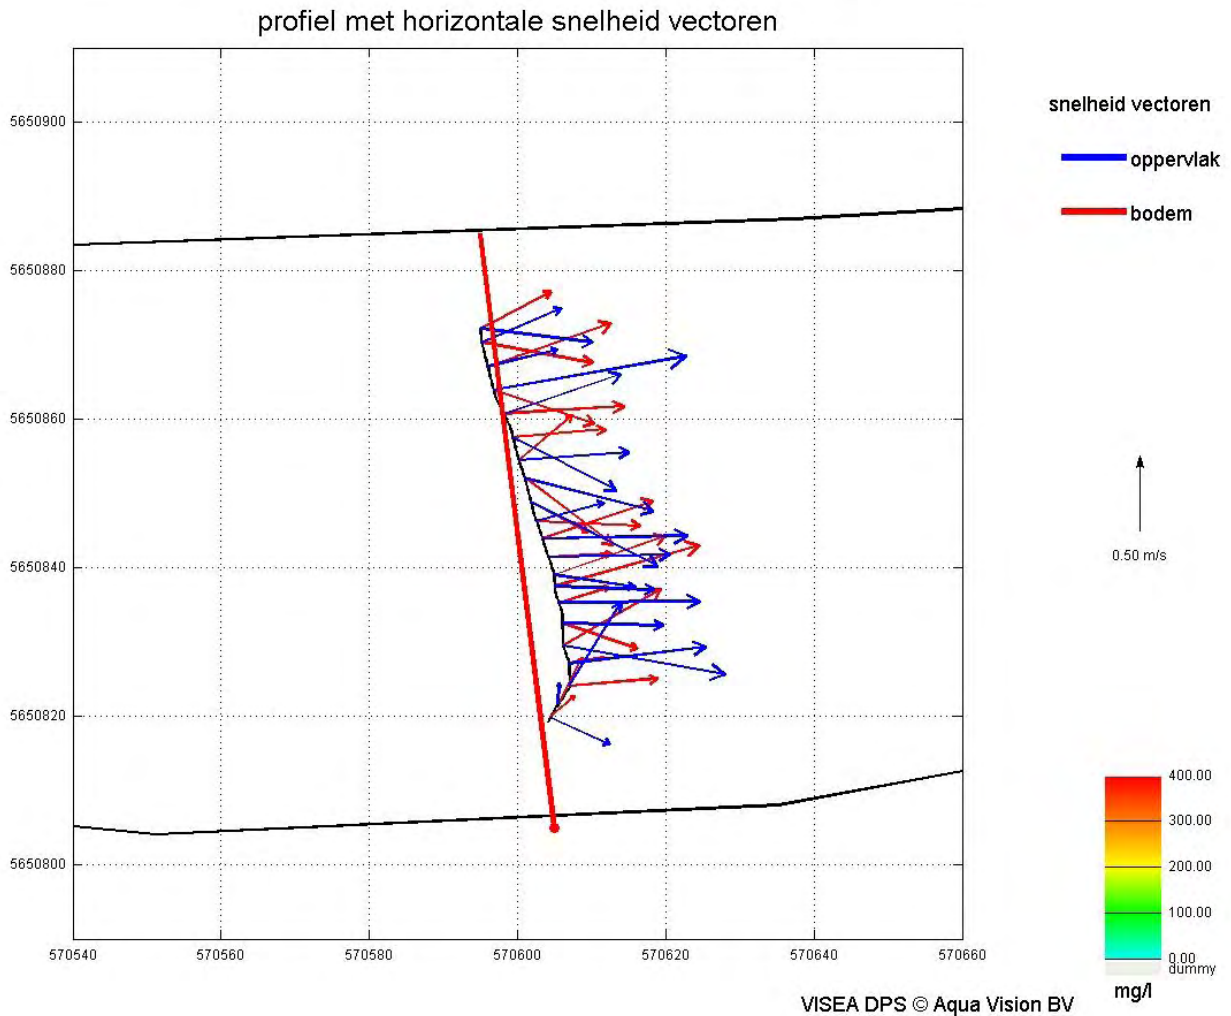 profiel met horizontale snelheid vectoren
snelheid vectoren
oppervlak
bodem
5650900
5650880
5650860
5650840
5650820
5650800
570540
570560
570580
570600
570620
570640
570660
0.50 m/s
400.00
300.00
200.00
100.00
0.00
dummy
mg/l
VISEA DPS © Aqua Vision BV